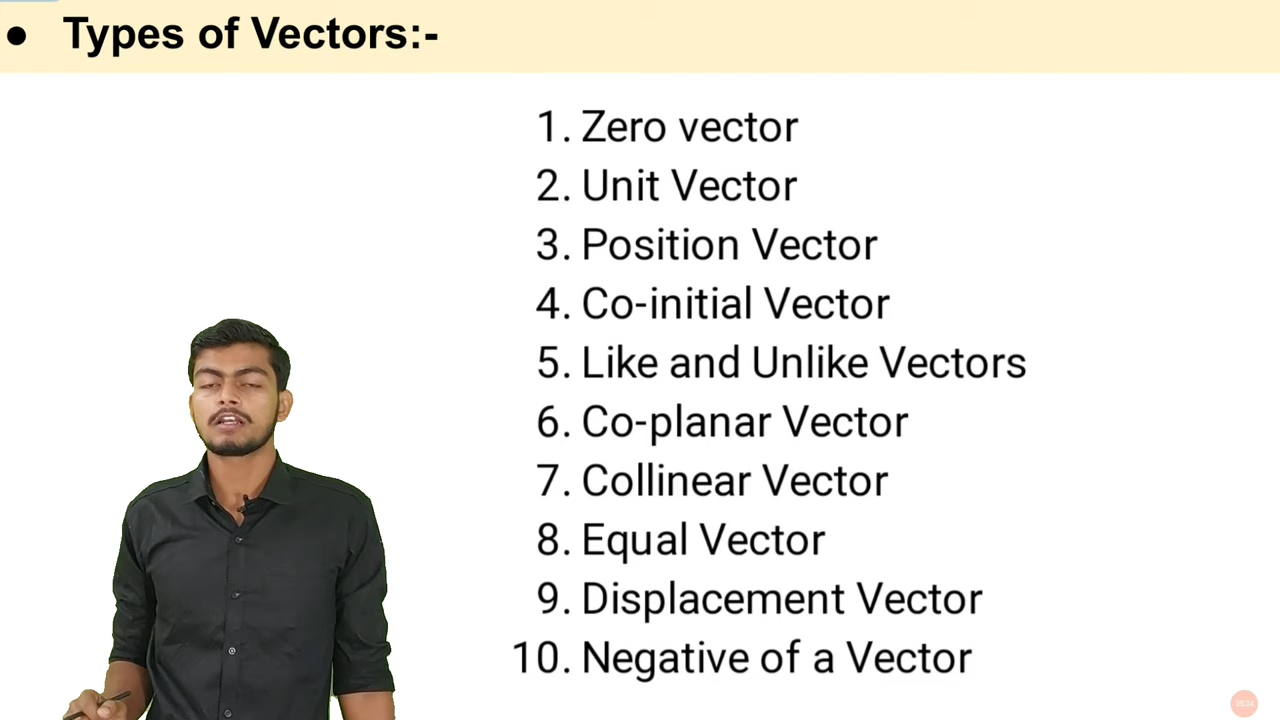 ● Types of Vectors:-
1. Zero vector
2. Unit Vector
3. Position Vector
4. Co-initial Vector
5. Like and Unlike Vectors
6. Co-planar Vector
7. Collinear Vector
8. Equal Vector
9. Displacement Vector
10. Negative of a Vector